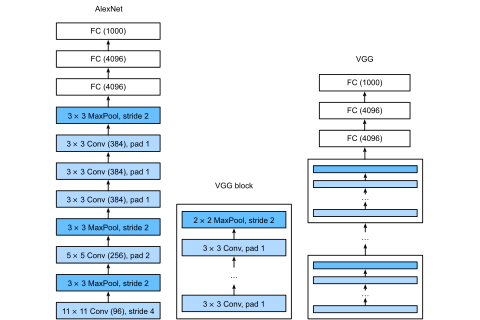 AlexNet
FC (1000)
FC (4096)
FC (4096)
3 × 3 MaxPool, stride 2
3 × 3 Conv (384), pad 1
3 × 3 Conv (384), pad 1
3 × 3 Conv (384), pad 1
3 × 3 MaxPool, stride 2
5 × 5 Conv (256), pad 2
3 × 3 MaxPool, stride 2
11 × 11 Conv (96), stride 4
VGG block
2 × 2 MaxPool, stride 2
3 × 3 Conv, pad 1
...
3 × 3 Conv, pad 1
VGG
FC (1000)
FC (4096)
FC (4096)
...
...
...